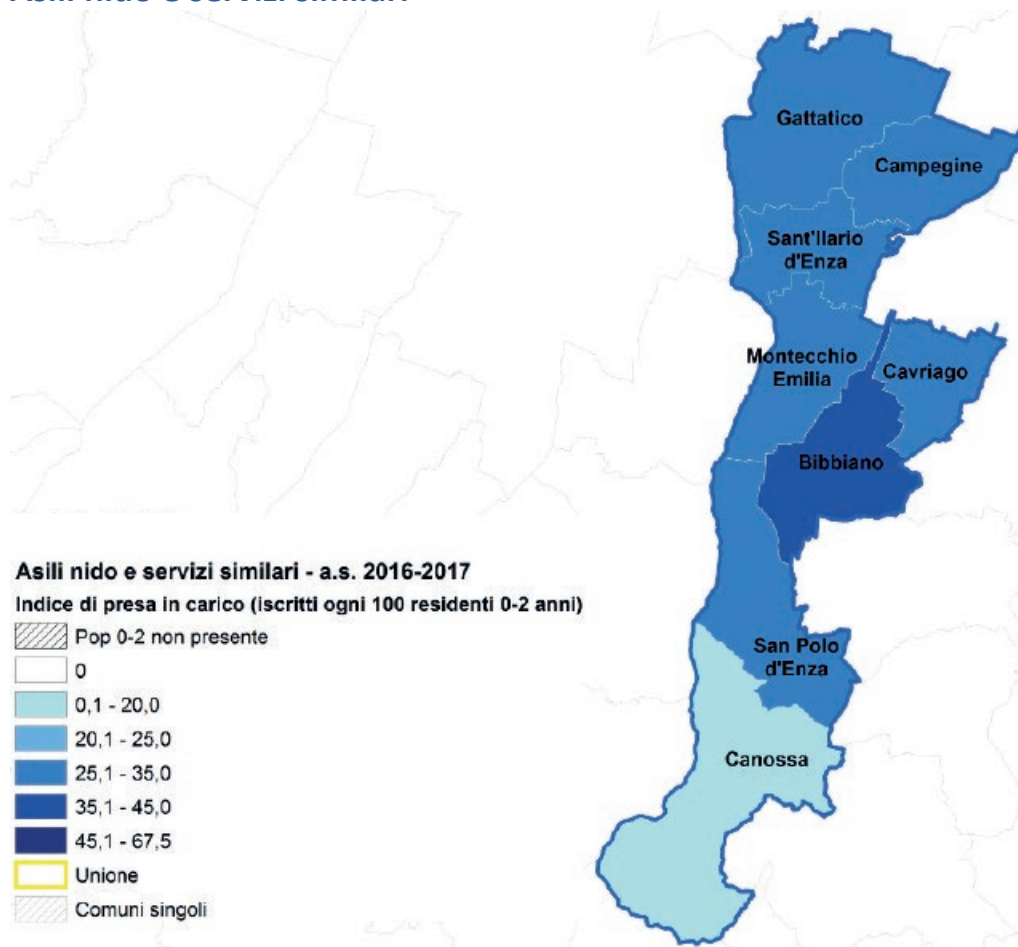 Gattatico
Campegine
Sant'Ilario
d'Enza
Montecchio
Emilia
Cavriago
Bibbiano
San Polo
d'Enza
Canossa
Asili nido e servizi similari - a.s. 2016-2017
Indice di presa in carico (iscritti ogni 100 residenti 0-2 anni)
Pop 0-2 non presente
0
0,1 - 20,0
20,1 - 25,0
25,1 - 35,0
35,1 - 45,0
45,1 - 67,5
Unione
Comuni singoli